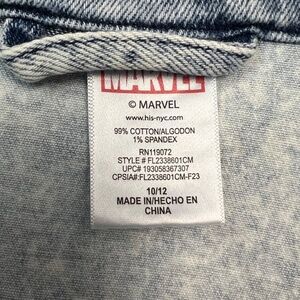 MARVEL
© MARVEL
www.his-nyc.com
99% COTTON/ALGODON
1% SPANDEX
RN119072
STYLE # FL2338601CM
UPC# 193058367307
CPSIA#:FL2338601CM-F23
10/12
MADE IN/HECHO EN
CHINA